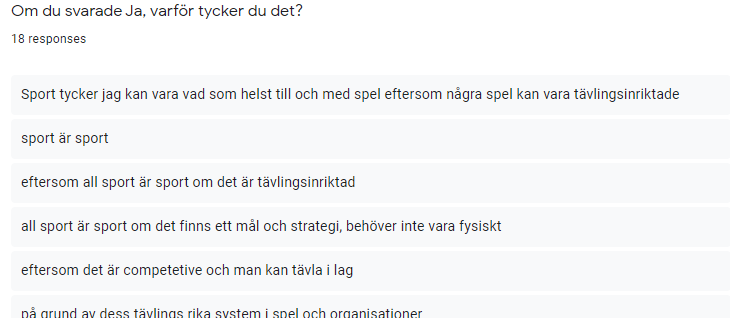 Om du svarade Ja, varför tycker du det?
18 responses
Sport tycker jag kan vara vad som helst till och med spel eftersom några spel kan vara tävlingsinriktade
sport är sport
eftersom all sport är sport om det är tävlingsinriktad
all sport är sport om det finns ett mål och strategi, behöver inte vara fysiskt
eftersom det är competetive och man kan tävla i lag
på grund av dess tävlings rika system i spel och organisationer